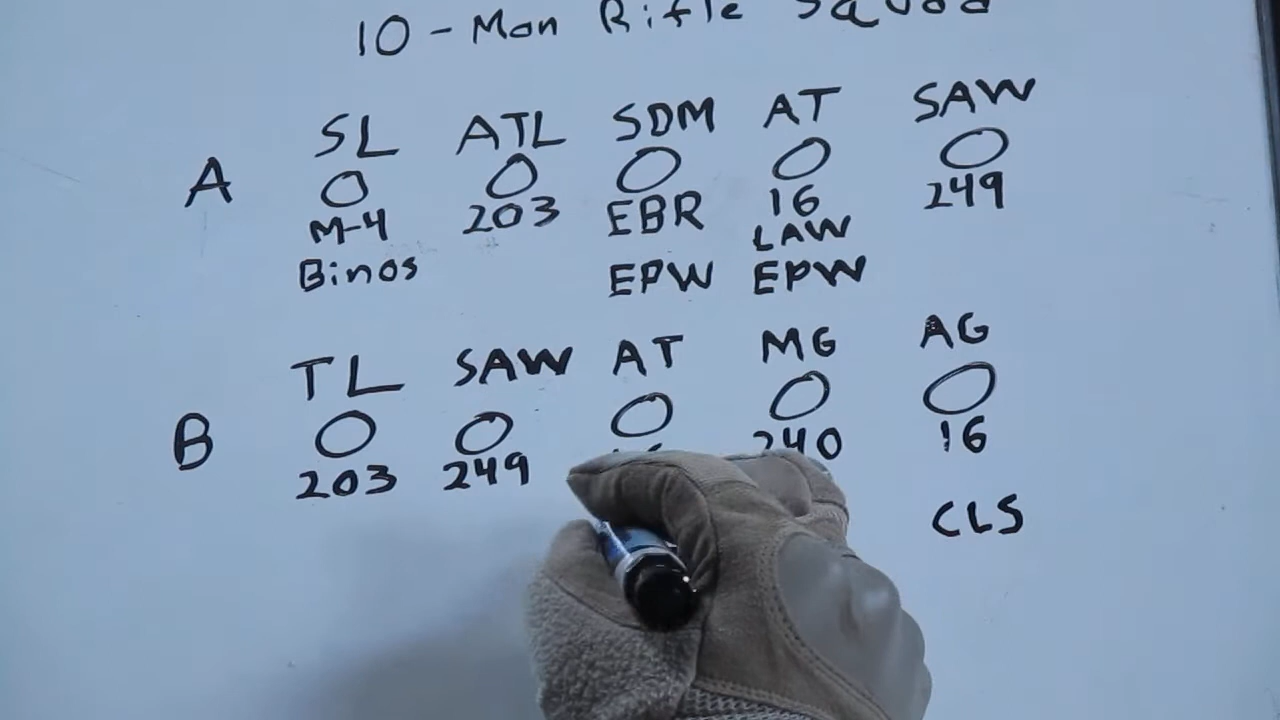 10 - Man Rifle Squad
A SL ATL SDM AT SAW
M-4 203 EBR 16 249
LAW
Binos EPW EPW
B TL SAW AT MG AG
203 249 240 16
CLS